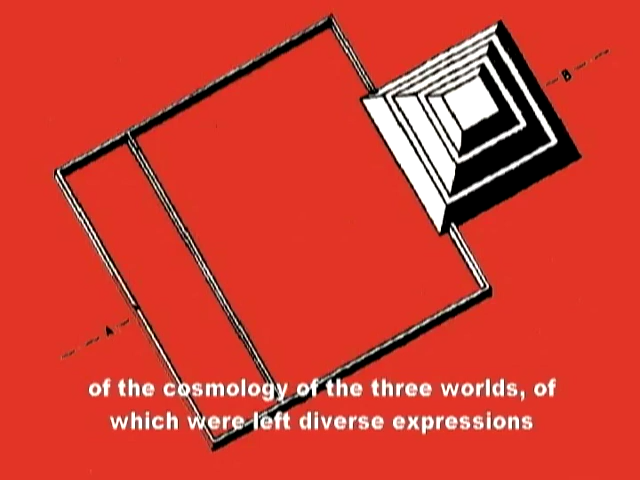 B
A
of the cosmology of the three worlds, of
which were left diverse expressions